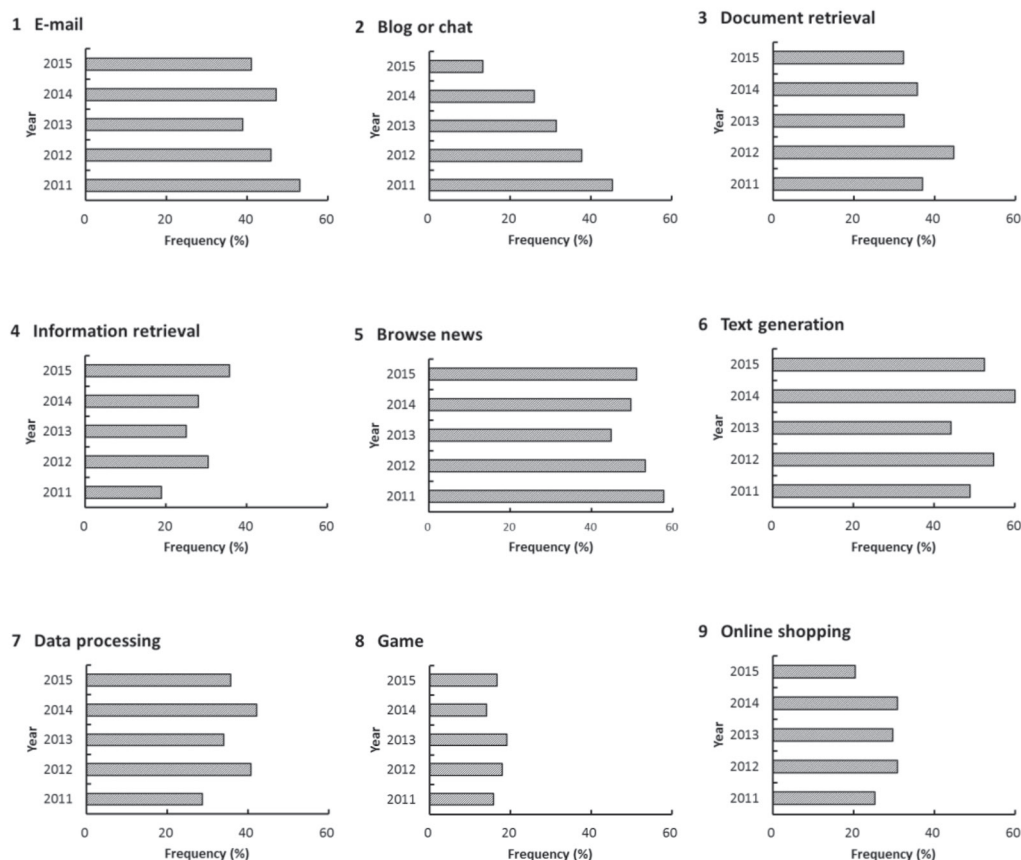 1 E-mail
2015
2014
2013
2012
2011
Year
0 20 40 60
Frequency (%)
2 Blog or chat
2015
2014
2013
2012
2011
Year
0 20 40 60
Frequency (%)
3 Document retrieval
2015
2014
2013
2012
2011
Year
0 20 40 60
Frequency (%)
4 Information retrieval
2015
2014
2013
2012
2011
Year
0 20 40 60
Frequency (%)
5 Browse news
2015
2014
2013
2012
2011
Year
0 20 40 60
Frequency (%)
6 Text generation
2015
2014
2013
2012
2011
Year
0 20 40 60
Frequency (%)
7 Data processing
2015
2014
2013
2012
2011
Year
0 20 40 60
Frequency (%)
8 Game
2015
2014
2013
2012
2011
Year
0 20 40 60
Frequency (%)
9 Online shopping
2015
2014
2013
2012
2011
Year
0 20 40 60
Frequency (%)